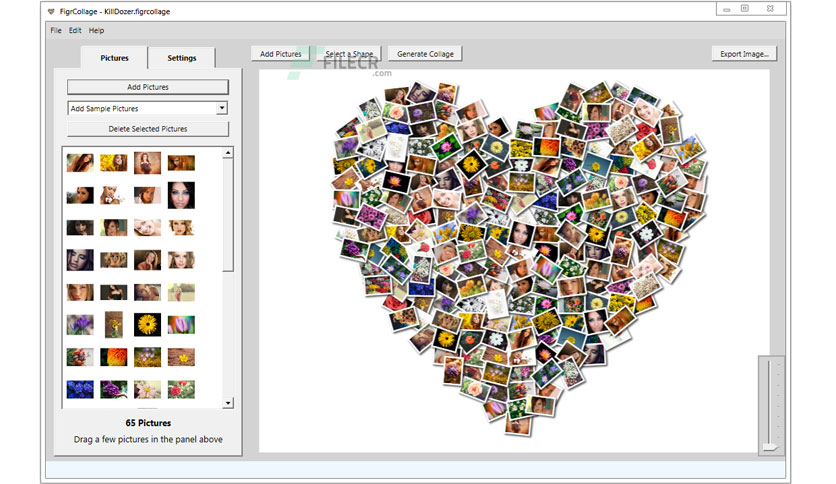 FigrCollage - KillDozer.figrcollage
File Edit Help
Pictures Settings
Add Pictures Select a Shape Generate Collage Export Image...
FILECR
.com
Add Pictures
Add Sample Pictures
Delete Selected Pictures
65 Pictures
Drag a few pictures in the panel above